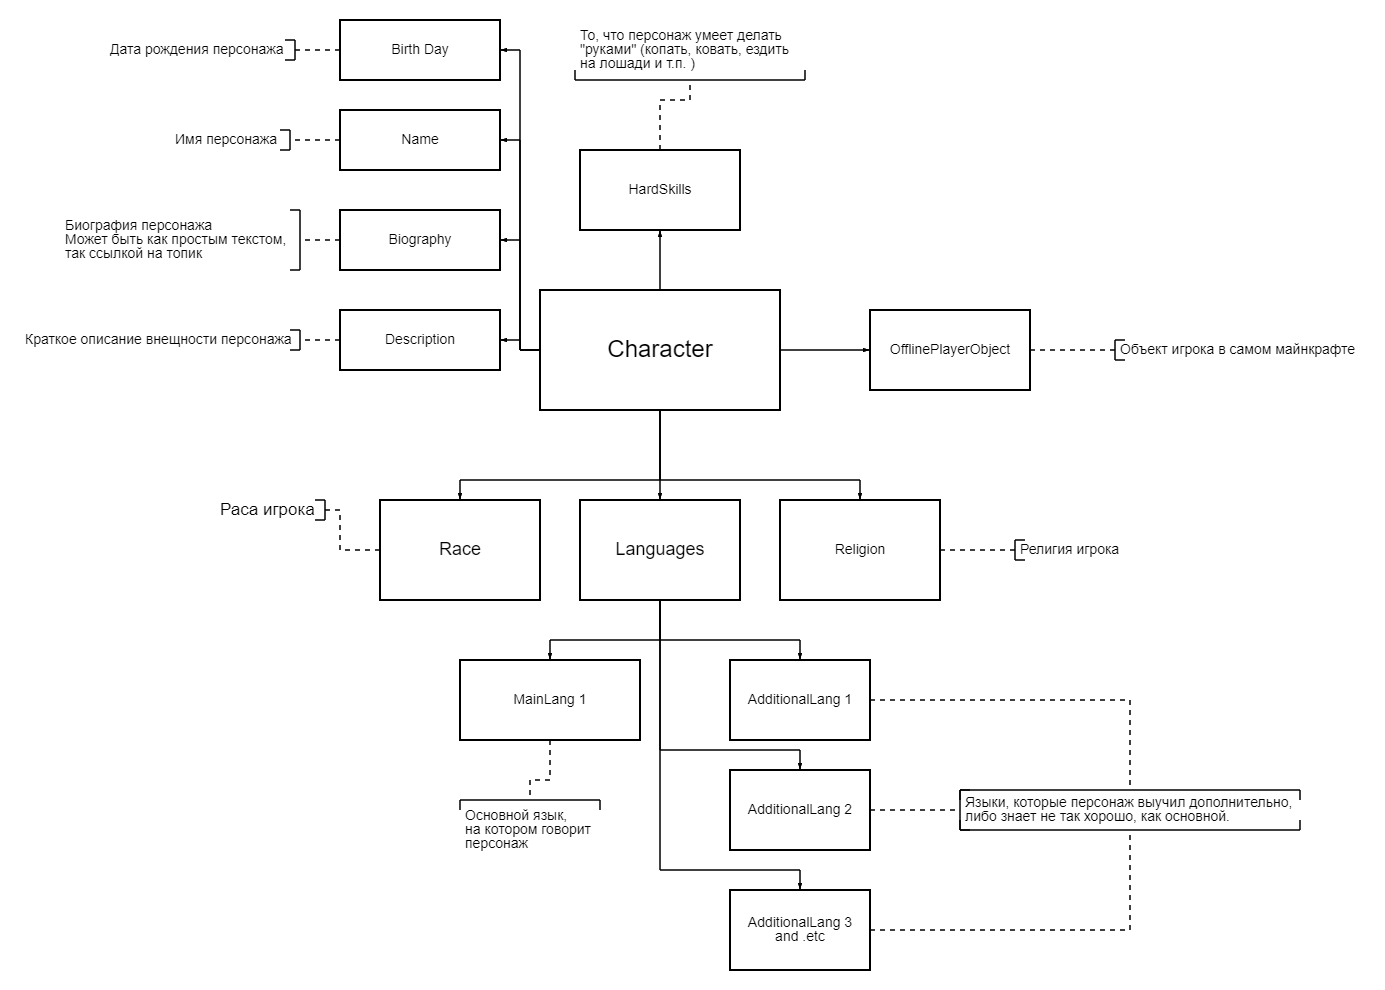 Дата рождения персонажа
Birth Day
То, что персонаж умеет делать
"руками" (копать, ковать, ездить
на лошади и т.п. )
Имя персонажа
Name
HardSkills
Биография персонажа
Может быть как простым текстом,
так ссылкой на топик
Biography
Краткое описание внещности персонажа
Description
Character
OfflinePlayerObject
Объект игрока в самом майнкрафте
Раса игрока
Race
Languages
Religion
Религия игрока
MainLang 1
AdditionalLang 1
Основной язык,
на котором говорит
персонаж
AdditionalLang 2
Языки, которые персонаж выучил дополнительно,
либо знает не так хорошо, как основной.
AdditionalLang 3
and .etc